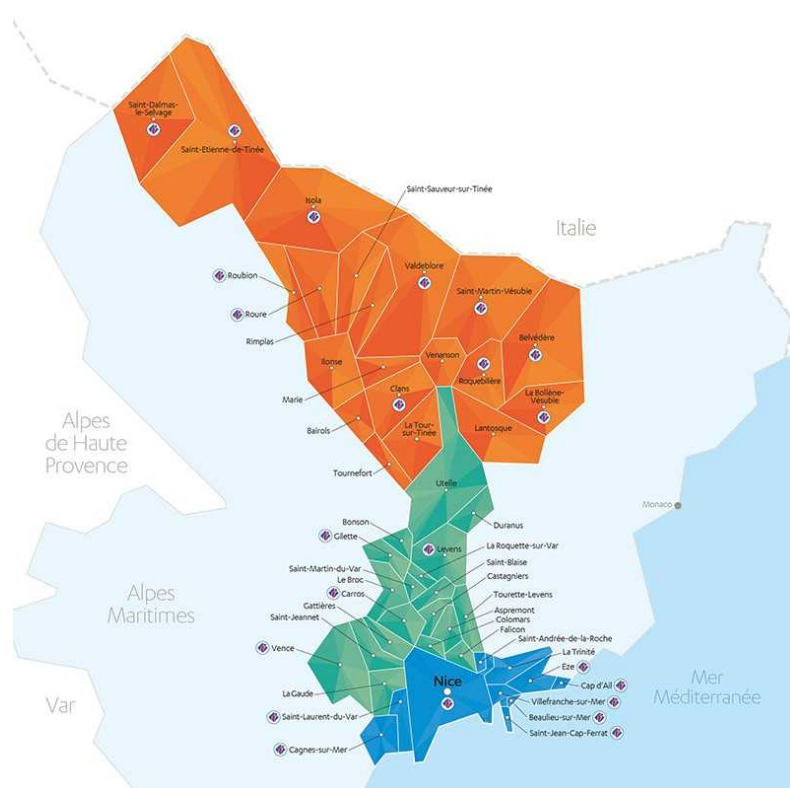 Saint-Dalmas-
le-Selvage
Saint-Etienne-de-Tinée
Isola
Saint-Sauveur-sur-Tinée
Italie
Valdeblore
Roubion
Saint-Martin-Vésubie
Roure
Rimplas
Belvédère
Venanson
Ilonse
Roquebilière
Marie
Clans
La Bollène-
Vésubie
Alpes
de Haute
Provence
Bairols
La Tour-
sur-Tinée
Lantosque
Tournefort
Utelle
Monaco
Bonson
Duranus
Gilette
Levens
La Roquette-sur-Var
Saint-Martin-du-Var
Saint-Blaise
Le Broc
Castagniers
Alpes
Maritimes
Carros
Tourette-Levens
Gattières
Aspremont
Saint-Jeannet
Colomars
Falicon
Saint-Andrée-de-la-Roche
Vence
La Trinité
Eze
Nice
Cap d'Ail
Mer
Méditerranée
La Gaude
Villefranche-sur-Mer
Var
Saint-Laurent-du-Var
Beaulieu-sur-Mer
Saint-Jean-Cap-Ferrat
Cagnes-sur-Mer